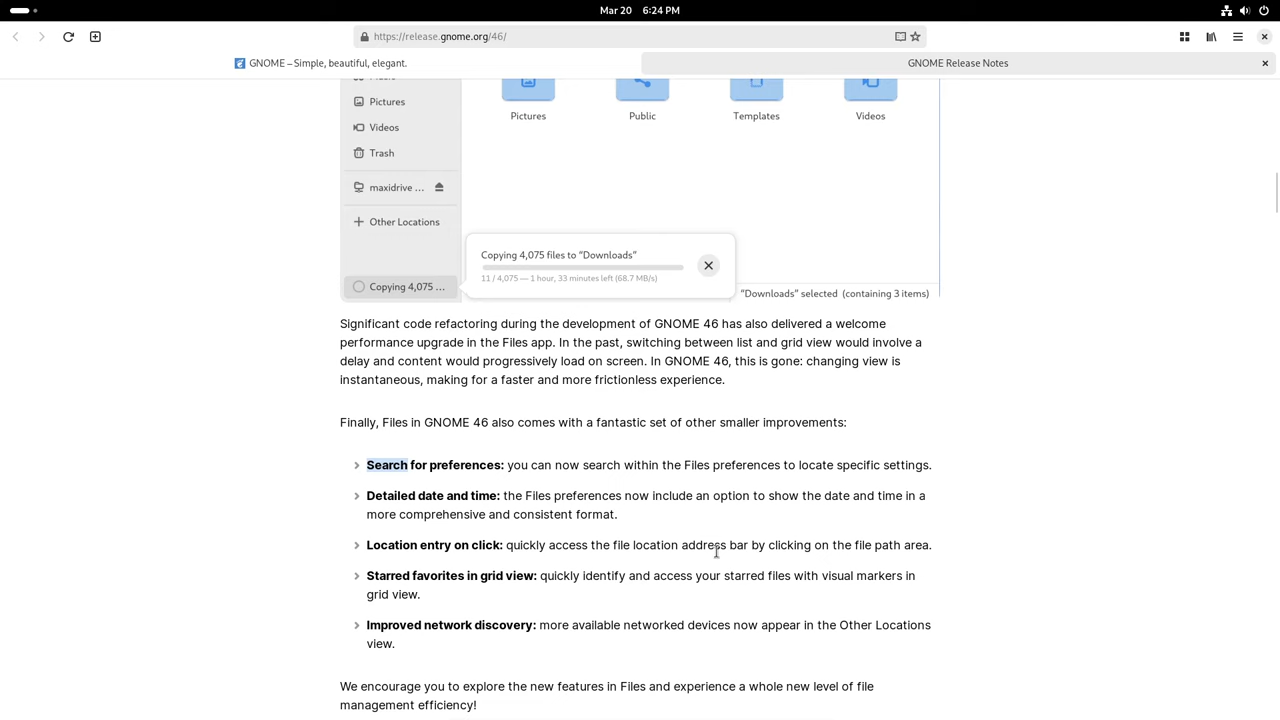 Mar 20 6:24 PM
https://release.gnome.org/46/
GNOME – Simple, beautiful, elegant.
GNOME Release Notes
Pictures
Videos
Trash
maxidrive ...
Other Locations
Copying 4,075 ...
Pictures
Public
Templates
Videos
Copying 4,075 files to “Downloads”
11 / 4,075 — 1 hour, 33 minutes left (68.7 MB/s)
“Downloads” selected (containing 3 items)
Significant code refactoring during the development of GNOME 46 has also delivered a welcome
performance upgrade in the Files app. In the past, switching between list and grid view would involve a
delay and content would progressively load on screen. In GNOME 46, this is gone: changing view is
instantaneous, making for a faster and more frictionless experience.
Finally, Files in GNOME 46 also comes with a fantastic set of other smaller improvements:
Search for preferences: you can now search within the Files preferences to locate specific settings.
Detailed date and time: the Files preferences now include an option to show the date and time in a
more comprehensive and consistent format.
Location entry on click: quickly access the file location address bar by clicking on the file path area.
Starred favorites in grid view: quickly identify and access your starred files with visual markers in
grid view.
Improved network discovery: more available networked devices now appear in the Other Locations
view.
We encourage you to explore the new features in Files and experience a whole new level of file
management efficiency!